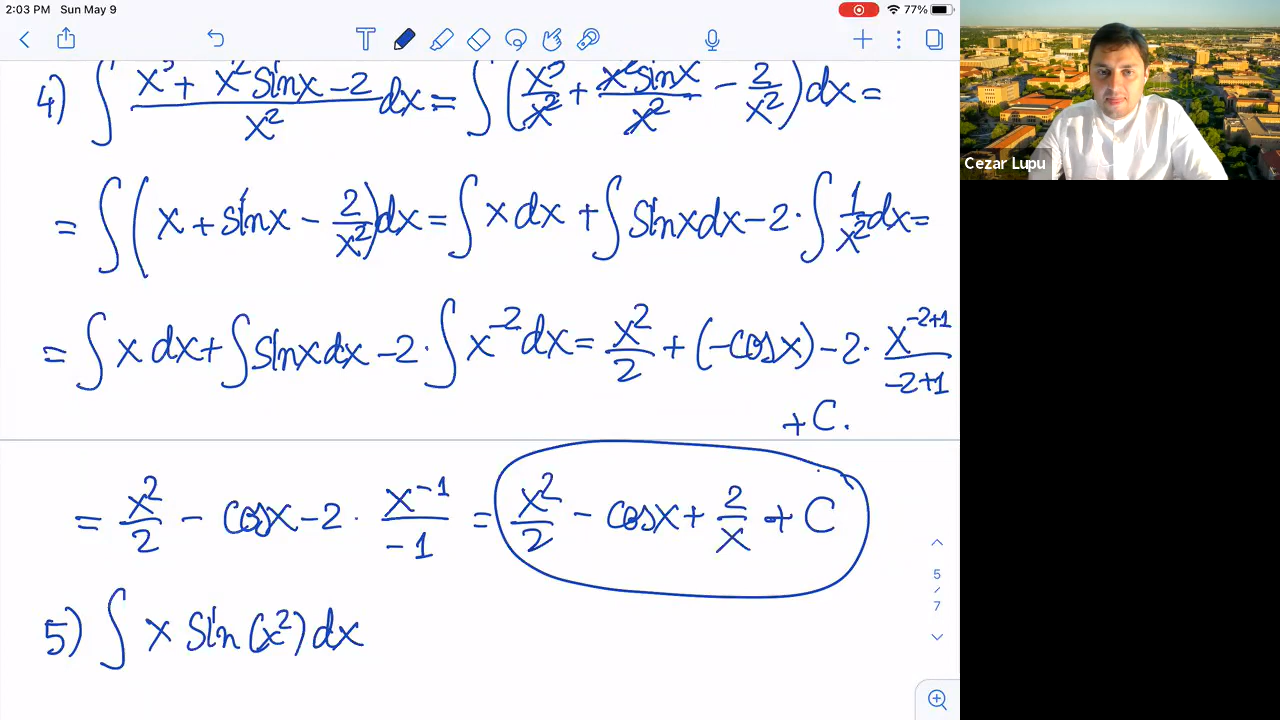 2:03 PM Sun May 9
77%
4) ∫ (x³ + x² sin x − 2)/x² dx = ∫ (x³/x² + x² sin x/x² − 2/x²) dx =
= ∫ (x + sin x − 2/x²) dx = ∫ x dx + ∫ sin x dx − 2 · ∫ 1/x² dx =
= ∫ x dx + ∫ sin x dx − 2 · ∫ x⁻² dx = x²/2 + (−cos x) − 2 · x⁻²⁺¹/−2+1
+ C.
= x²/2 − cos x − 2 · x⁻¹/−1 = x²/2 − cos x + 2/x + C
5) ∫ x sin(x²) dx
5
/
7
Cezar Lupu